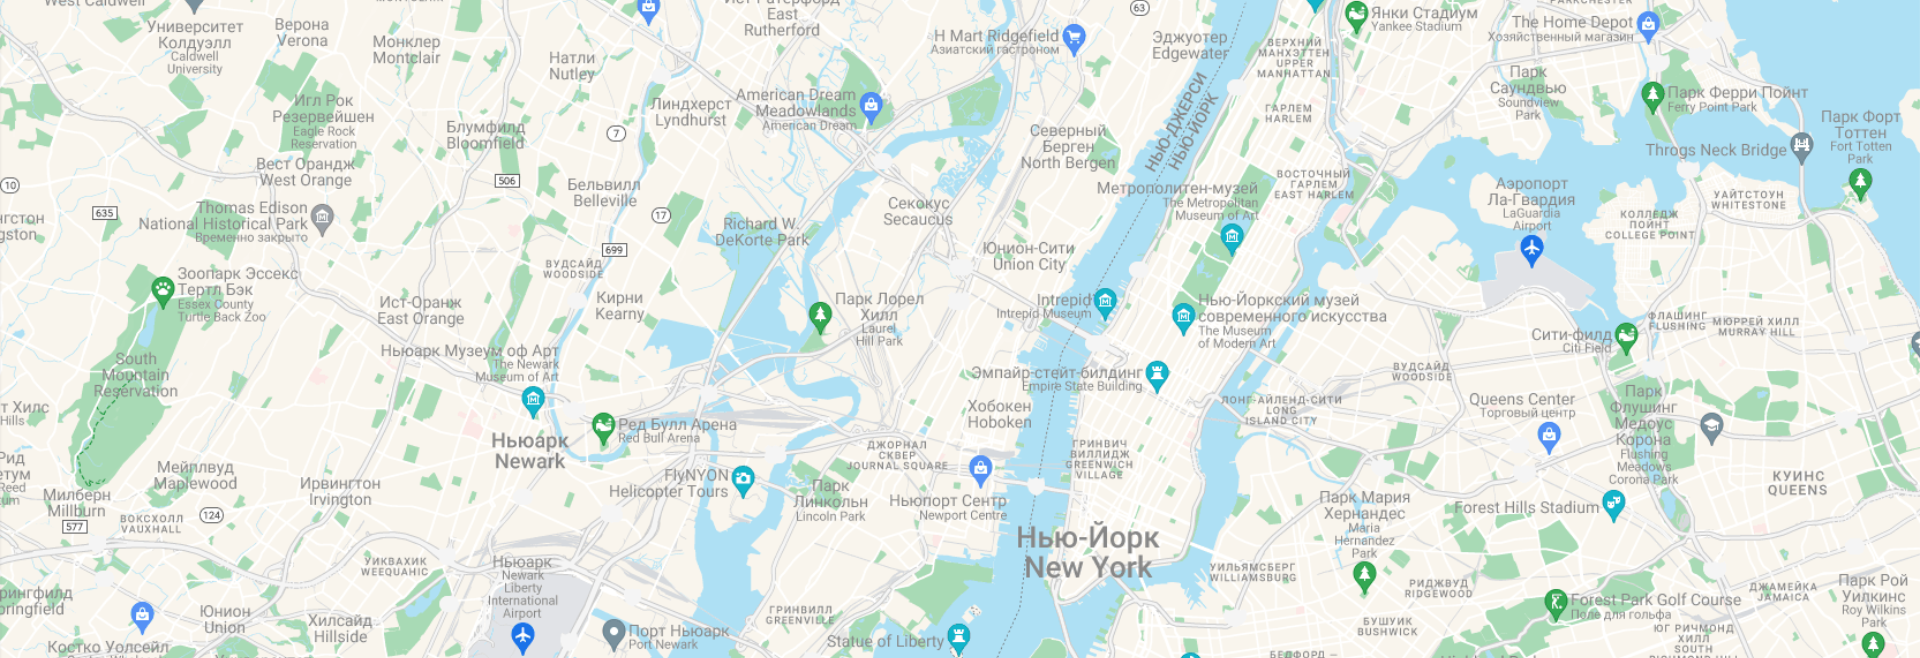 West Caldwell
Университет
Колдуэлл
Caldwell
University
Верона
Verona
Монклер
Montclair
Натли
Nutley
East
Rutherford
H Mart Ridgefield
Азиатский гастроном
63
Эджуотер
Edgewater
ВЕРХНИЙ
МАНХЭТТЕН
UPPER
MANHATTAN
Янки Стадиум
Yankee Stadium
The Home Depot
Хозяйственный магазин
PARKCHESTER
Игл Рок
Резервейшен
Eagle Rock
Reservation
Блумфилд
Bloomfield
7
Линдхерст
Lyndhurst
American Dream
Meadowlands
American Dream
Северный
Берген
North Bergen
НЬЮ-ДЖЕРСИ
НЬЮ-ЙОРК
ГАРЛЕМ
HARLEM
Парк
Саундвью
Soundview
Park
Парк Ферри Пойнт
Ferry Point Park
Throgs Neck Bridge
Парк Форт
Тоттен
Fort Totten
Park
10
Вест Орандж
West Orange
506
Бельвилл
Belleville
635
Thomas Edison
National Historical Park
Временно закрыто
17
699
Richard W.
DeKorte Park
Секокус
Secaucus
Юнион-Сити
Union City
Метрополитен-музей
The Metropolitan
Museum of Art
ВОСТОЧНЫЙ
ГАРЛЕМ
EAST HARLEM
Аэропорт
Ла-Гвардия
LaGuardia
Airport
КОЛЛЕДЖ
ПОЙНТ
COLLEGE POINT
УАЙТСТОУН
WHITESTONE
Зоопарк Эссекс
Тертл Бэк
Essex County
Turtle Back Zoo
ВУДСАЙД
WOODSIDE
Кирни
Kearny
Ист-Оранж
East Orange
Парк Лорел
Хилл
Laurel
Hill Park
Intrepid
Intrepid Museum
Нью-Йоркский музей
современного искусства
The Museum
of Modern Art
Сити-филд
Citi Field
ФЛАШИНГ
FLUSHING
МЮРРЕЙ ХИЛЛ
MURRAY HILL
South
Mountain
Reservation
Ньюарк Музеум оф Арт
The Newark
Museum of Art
Эмпайр-стейт-билдинг
Empire State Building
ВУДСАЙД
WOODSIDE
Хобокен
Hoboken
ЛОНГ-АЙЛЕНД-СИТИ
LONG
ISLAND CITY
Queens Center
Торговый центр
Парк
Флушинг
Медоус
Корона
Flushing
Meadows
Corona Park
Ньюарк
Newark
Ред Булл Арена
Red Bull Arena
ДЖОРНАЛ
СКВЕР
JOURNAL SQUARE
ГРИНВИЧ
ВИЛЛИДЖ
GREENWICH
VILLAGE
Мейплвуд
Maplewood
Ирвингтон
Irvington
FlyNYON
Helicopter Tours
Парк
Линкольн
Lincoln Park
Ньюпорт Сентр
Newport Centre
Парк Мария
Хернандес
Maria
Hernandez
Park
Forest Hills Stadium
КУИНС
QUEENS
Милберн
Millburn
577
ВОКСХОЛЛ
VAUXHALL
124
Нью-Йорк
New York
УИКВАХИК
WEEQUAHIC
Ньюарк
Newark
Liberty
International
Airport
УИЛЬЯМСБЕРГ
WILLIAMSBURG
РИДЖВУД
RIDGEWOOD
ДЖАМЕЙКА
JAMAICA
Парк Рой
Уилкинс
Roy Wilkins
Park
Юнион
Union
Хилсайд
Hillside
Костко Уолсейл
Порт Ньюарк
Port Newark
ГРИНВИЛЛ
GREENVILLE
Statue of Liberty
БУШУИК
BUSHWICK
Forest Park Golf Course
Поле для гольфа
ЮГ РИЧМОНД
ХИЛЛ
SOUTH
БЕДФОРД —